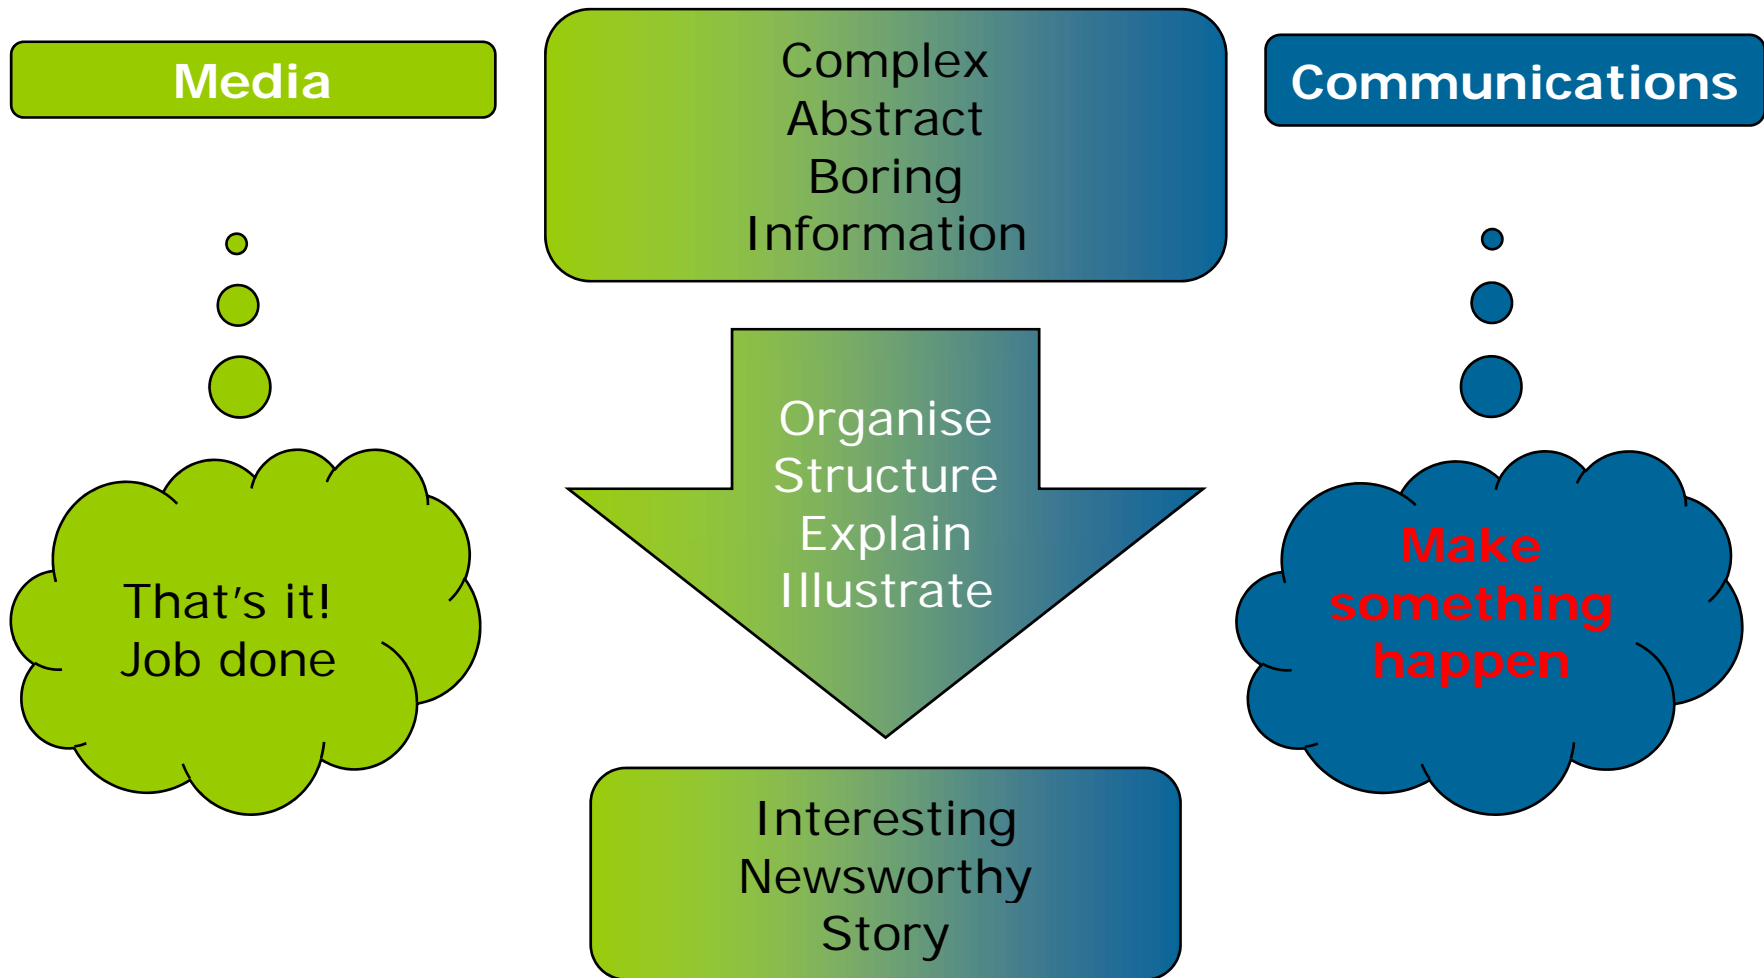 Media
Complex
Abstract
Boring
Information
Communications
Organise
Structure
Explain
Illustrate
That's it!
Job done
Make
something
happen
Interesting
Newsworthy
Story